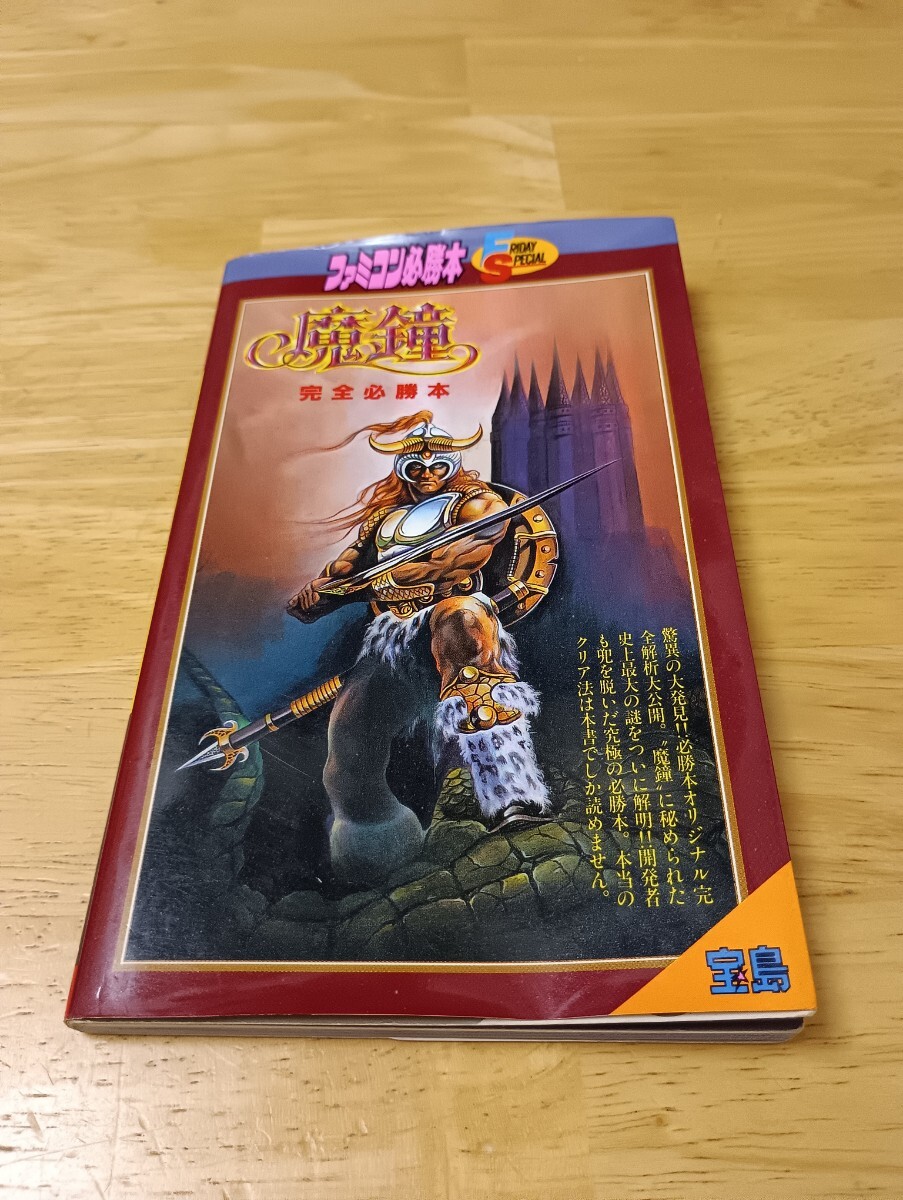 ファミコン必勝本
FRIDAY
SPECIAL
魔鐘
完全必勝本
驚異の大発見!!必勝本オリジナル完
全解析大公開。〝魔鐘〟に秘められた
史上最大の謎をついに解明!!開発者
も兜を脱いだ究極の必勝本。本当の
クリア法は本書でしか読めません。
宝島